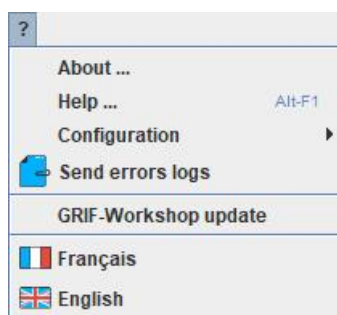 ?
About ...
Help ... Alt-F1
Configuration
Send errors logs
GRIF-Workshop update
Français
English